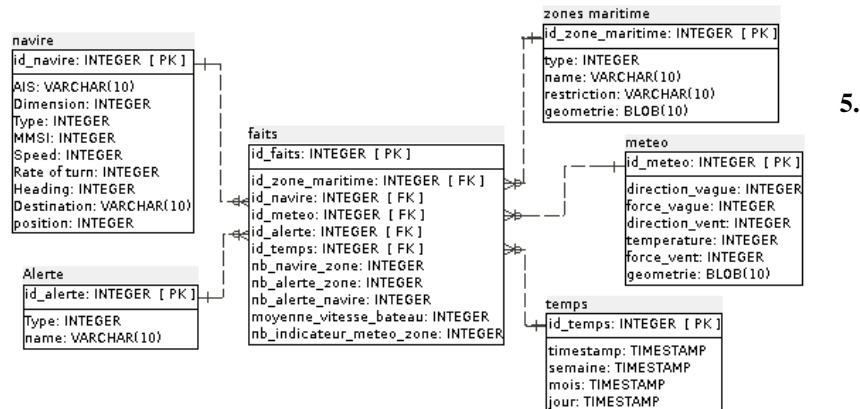 navire
id_navire: INTEGER [ PK ]
AIS: VARCHAR(10)
Dimension: INTEGER
Type: INTEGER
MMSI: INTEGER
Speed: INTEGER
Rate of turn: INTEGER
Heading: INTEGER
Destination: VARCHAR(10)
position: INTEGER
Alerte
id_alerte: INTEGER [ PK ]
Type: INTEGER
name: VARCHAR(10)
faits
id_faits: INTEGER [ PK ]
id_zone_maritime: INTEGER [ FK ]
id_navire: INTEGER [ FK ]
id_meteo: INTEGER [ FK ]
id_alerte: INTEGER [ FK ]
id_temps: INTEGER [ FK ]
nb_navire_zone: INTEGER
nb_alerte_zone: INTEGER
nb_alerte_navire: INTEGER
moyenne_vitesse_bateau: INTEGER
nb_indicateur_meteo_zone: INTEGER
zones maritime
id_zone_maritime: INTEGER [ PK ]
type: INTEGER
name: VARCHAR(10)
restriction: VARCHAR(10)
geometrie: BLOB(10)
meteo
id_meteo: INTEGER [ PK ]
direction_vague: INTEGER
force_vague: INTEGER
direction_vent: INTEGER
temperature: INTEGER
force_vent: INTEGER
geometrie: BLOB(10)
temps
id_temps: INTEGER [ PK ]
timestamp: TIMESTAMP
semaine: TIMESTAMP
mois: TIMESTAMP
jour: TIMESTAMP
5.